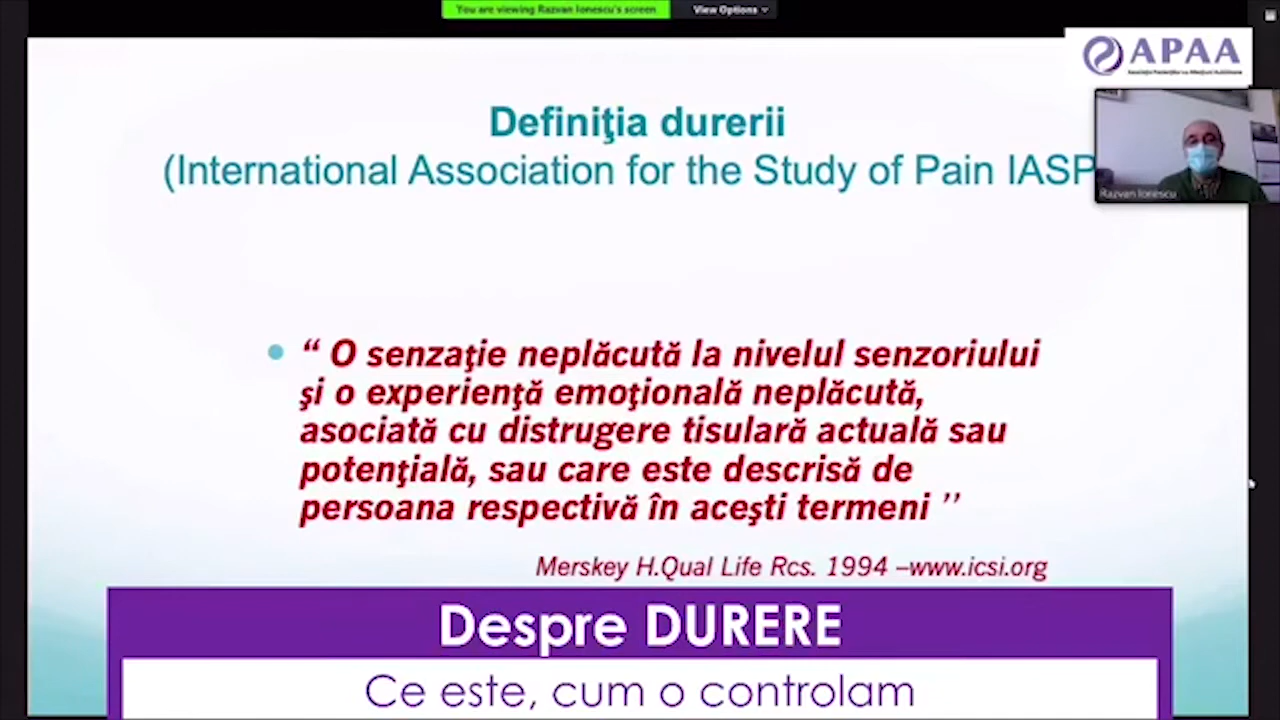 You are viewing Razvan Ionescu's screen
View Options
APAA
Asociația Pacienților cu Afecțiuni Autoimune
Definiţia durerii
(International Association for the Study of Pain IASP
Razvan Ionescu
“ O senzaţie neplăcută la nivelul senzoriului
şi o experienţă emoţională neplăcută,
asociată cu distrugere tisulară actuală sau
potenţială, sau care este descrisă de
persoana respectivă în aceşti termeni ”
Merskey H.Qual Life Rcs. 1994 –www.icsi.org
Despre DURERE
Ce este, cum o controlam